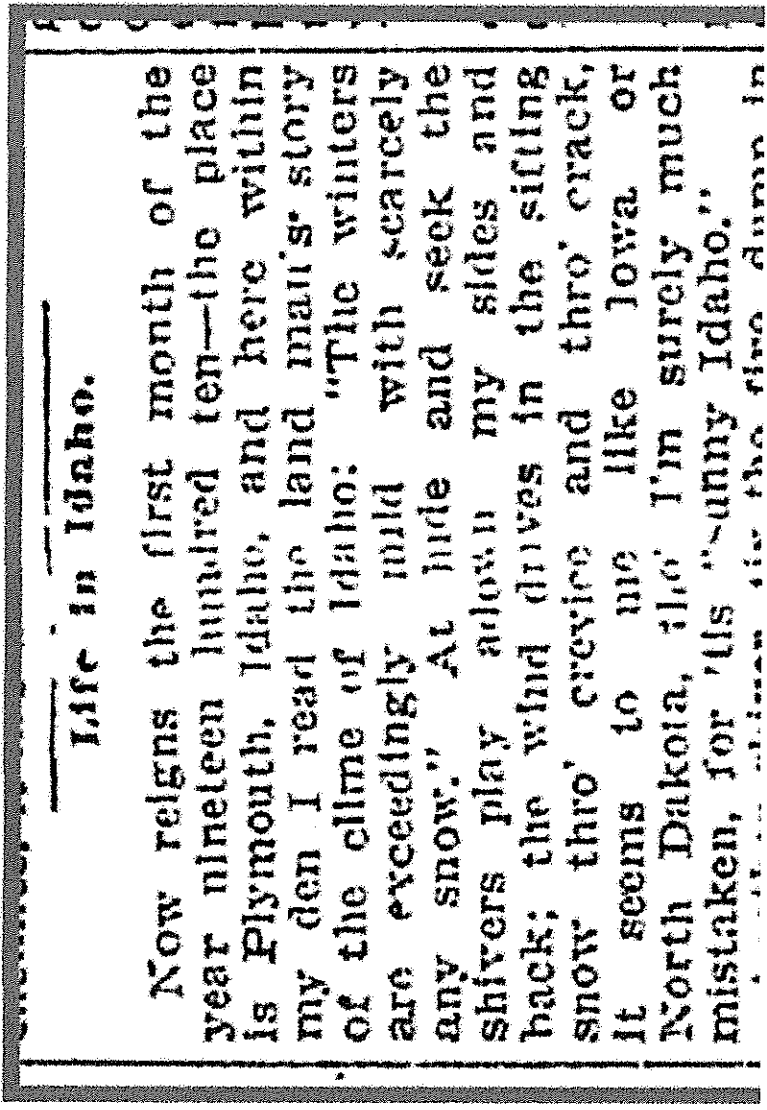 Life in Idaho.
Now reigns the first month of the
year nineteen hundred ten—the place
is Plymouth, Idaho, and here within
my den I read the land man's story
of the clime of Idaho: "The winters
are exceedingly mild with scarcely
any snow." At hide and seek the
shivers play adown my sides and
back; the wind drives in the sifting
snow thro' crevice and thro' crack,
it seems to me like Iowa or
North Dakota, tho' I'm surely much
mistaken, for 'tis "sunny Idaho."
the fire dump in